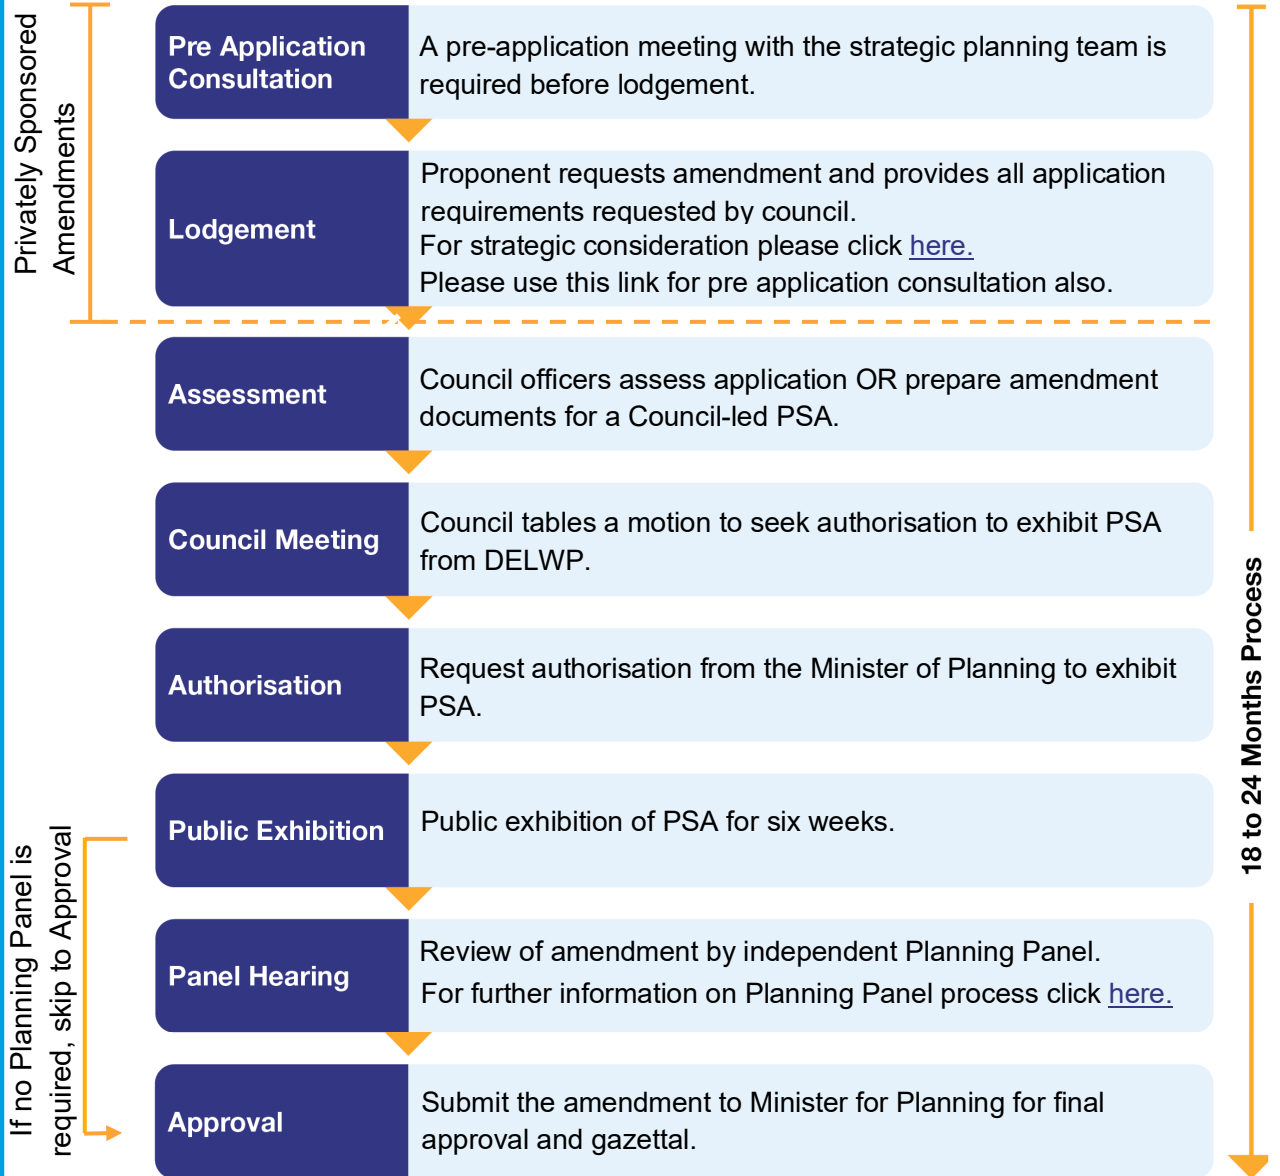 Privately Sponsored
Amendments
Pre Application
Consultation
A pre-application meeting with the strategic planning team is
required before lodgement.
Lodgement
Proponent requests amendment and provides all application
requirements requested by council.
For strategic consideration please click here.
Please use this link for pre application consultation also.
Assessment
Council officers assess application OR prepare amendment
documents for a Council-led PSA.
Council Meeting
Council tables a motion to seek authorisation to exhibit PSA
from DELWP.
Authorisation
Request authorisation from the Minister of Planning to exhibit
PSA.
Public Exhibition
Public exhibition of PSA for six weeks.
If no Planning Panel is
required, skip to Approval
Panel Hearing
Review of amendment by independent Planning Panel.
For further information on Planning Panel process click here.
Approval
Submit the amendment to Minister for Planning for final
approval and gazettal.
18 to 24 Months Process